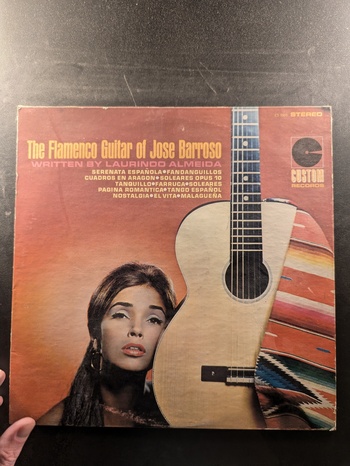 STEREO
The Flamenco Guitar of Jose Barroso
WRITTEN BY LAURINDO ALMEIDA
SERENATA ESPAÑOLA • FANDANGUILLOS
CUADROS EN ARAGON • SOLEARES OPUS 10
TANQUILLO • FARRUCA • SOLEARES
PAGINA ROMANTICA • TANGO ESPAÑOL
NOSTALGIA • EL VITA • MALAGUEÑA
CUSTOM
RECORDS